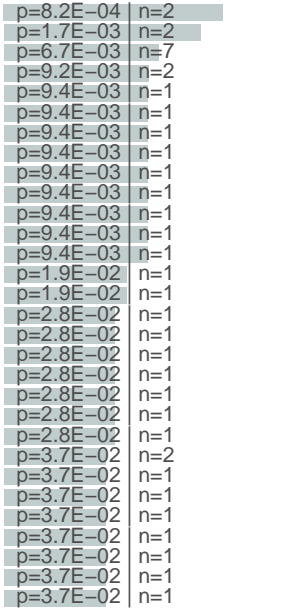 p=8.2E−04 | n=2
p=1.7E−03 | n=2
p=6.7E−03 | n=7
p=9.2E−03 | n=2
p=9.4E−03 | n=1
p=9.4E−03 | n=1
p=9.4E−03 | n=1
p=9.4E−03 | n=1
p=9.4E−03 | n=1
p=9.4E−03 | n=1
p=9.4E−03 | n=1
p=9.4E−03 | n=1
p=9.4E−03 | n=1
p=1.9E−02 | n=1
p=1.9E−02 | n=1
p=2.8E−02 | n=1
p=2.8E−02 | n=1
p=2.8E−02 | n=1
p=2.8E−02 | n=1
p=2.8E−02 | n=1
p=2.8E−02 | n=1
p=2.8E−02 | n=1
p=3.7E−02 | n=2
p=3.7E−02 | n=1
p=3.7E−02 | n=1
p=3.7E−02 | n=1
p=3.7E−02 | n=1
p=3.7E−02 | n=1
p=3.7E−02 | n=1
p=3.7E−02 | n=1